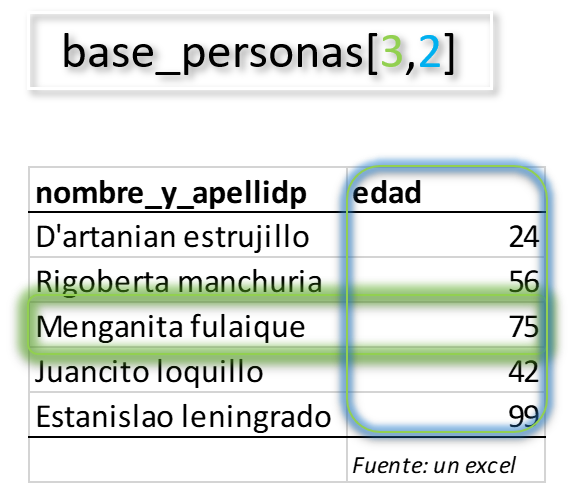 base_personas[3,2]
nombre_y_apellidp edad
D'artanian estrujillo 24
Rigoberta manchuria 56
Menganita fulaique 75
Juancito loquillo 42
Estanislao leningrado 99
Fuente: un excel